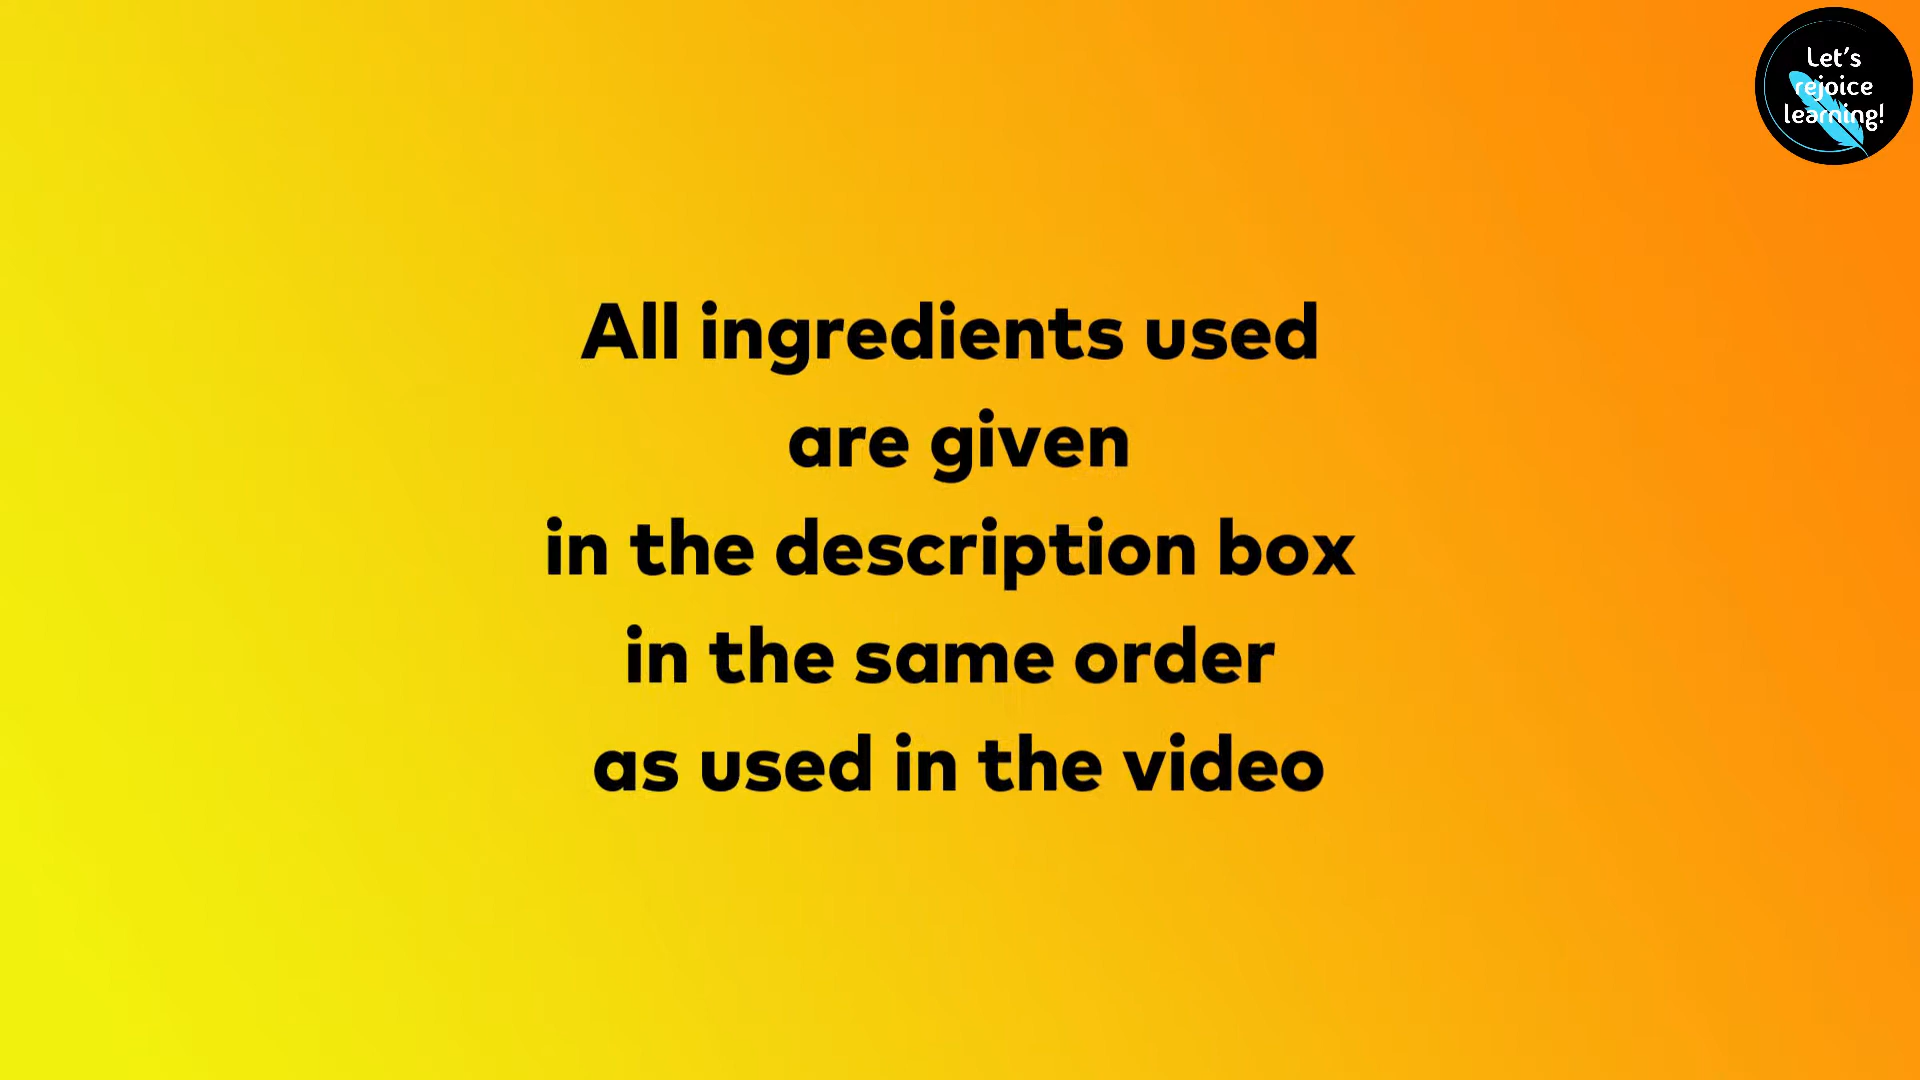 Let's
rejoice
learning!
All ingredients used
are given
in the description box
in the same order
as used in the video